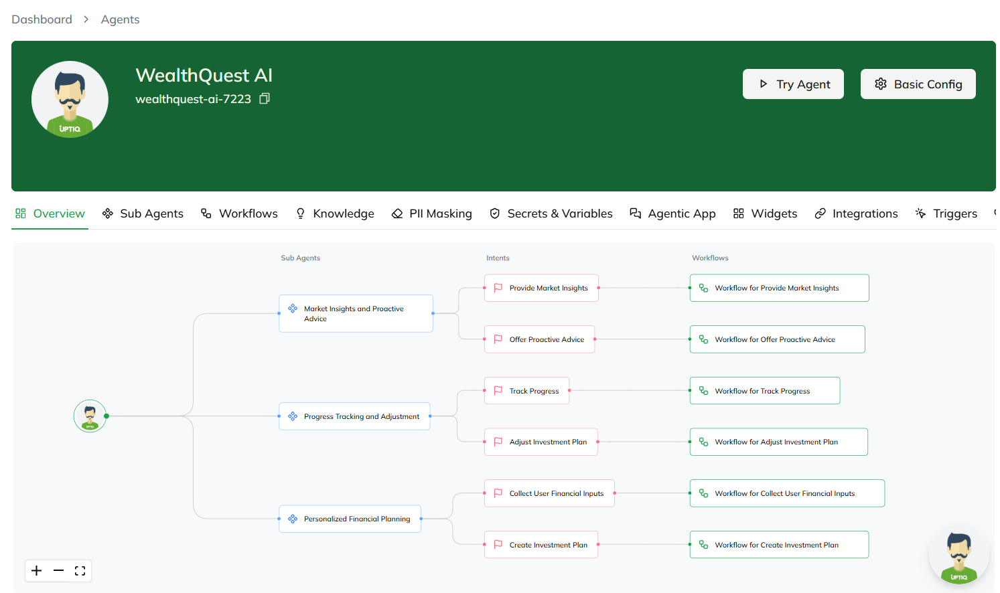 Dashboard > Agents
WealthQuest AI
wealthquest-ai-7223
UPTIQ
Try Agent
Basic Config
Overview
Sub Agents
Workflows
Knowledge
PII Masking
Secrets & Variables
Agentic App
Widgets
Integrations
Triggers
Sub Agents
Intents
Workflows
Market Insights and Proactive
Advice
Provide Market Insights
Workflow for Provide Market Insights
Offer Proactive Advice
Workflow for Offer Proactive Advice
UPTIQ
Progress Tracking and Adjustment
Track Progress
Workflow for Track Progress
Adjust Investment Plan
Workflow for Adjust Investment Plan
Personalized Financial Planning
Collect User Financial Inputs
Workflow for Collect User Financial Inputs
Create Investment Plan
Workflow for Create Investment Plan
UPTIQ